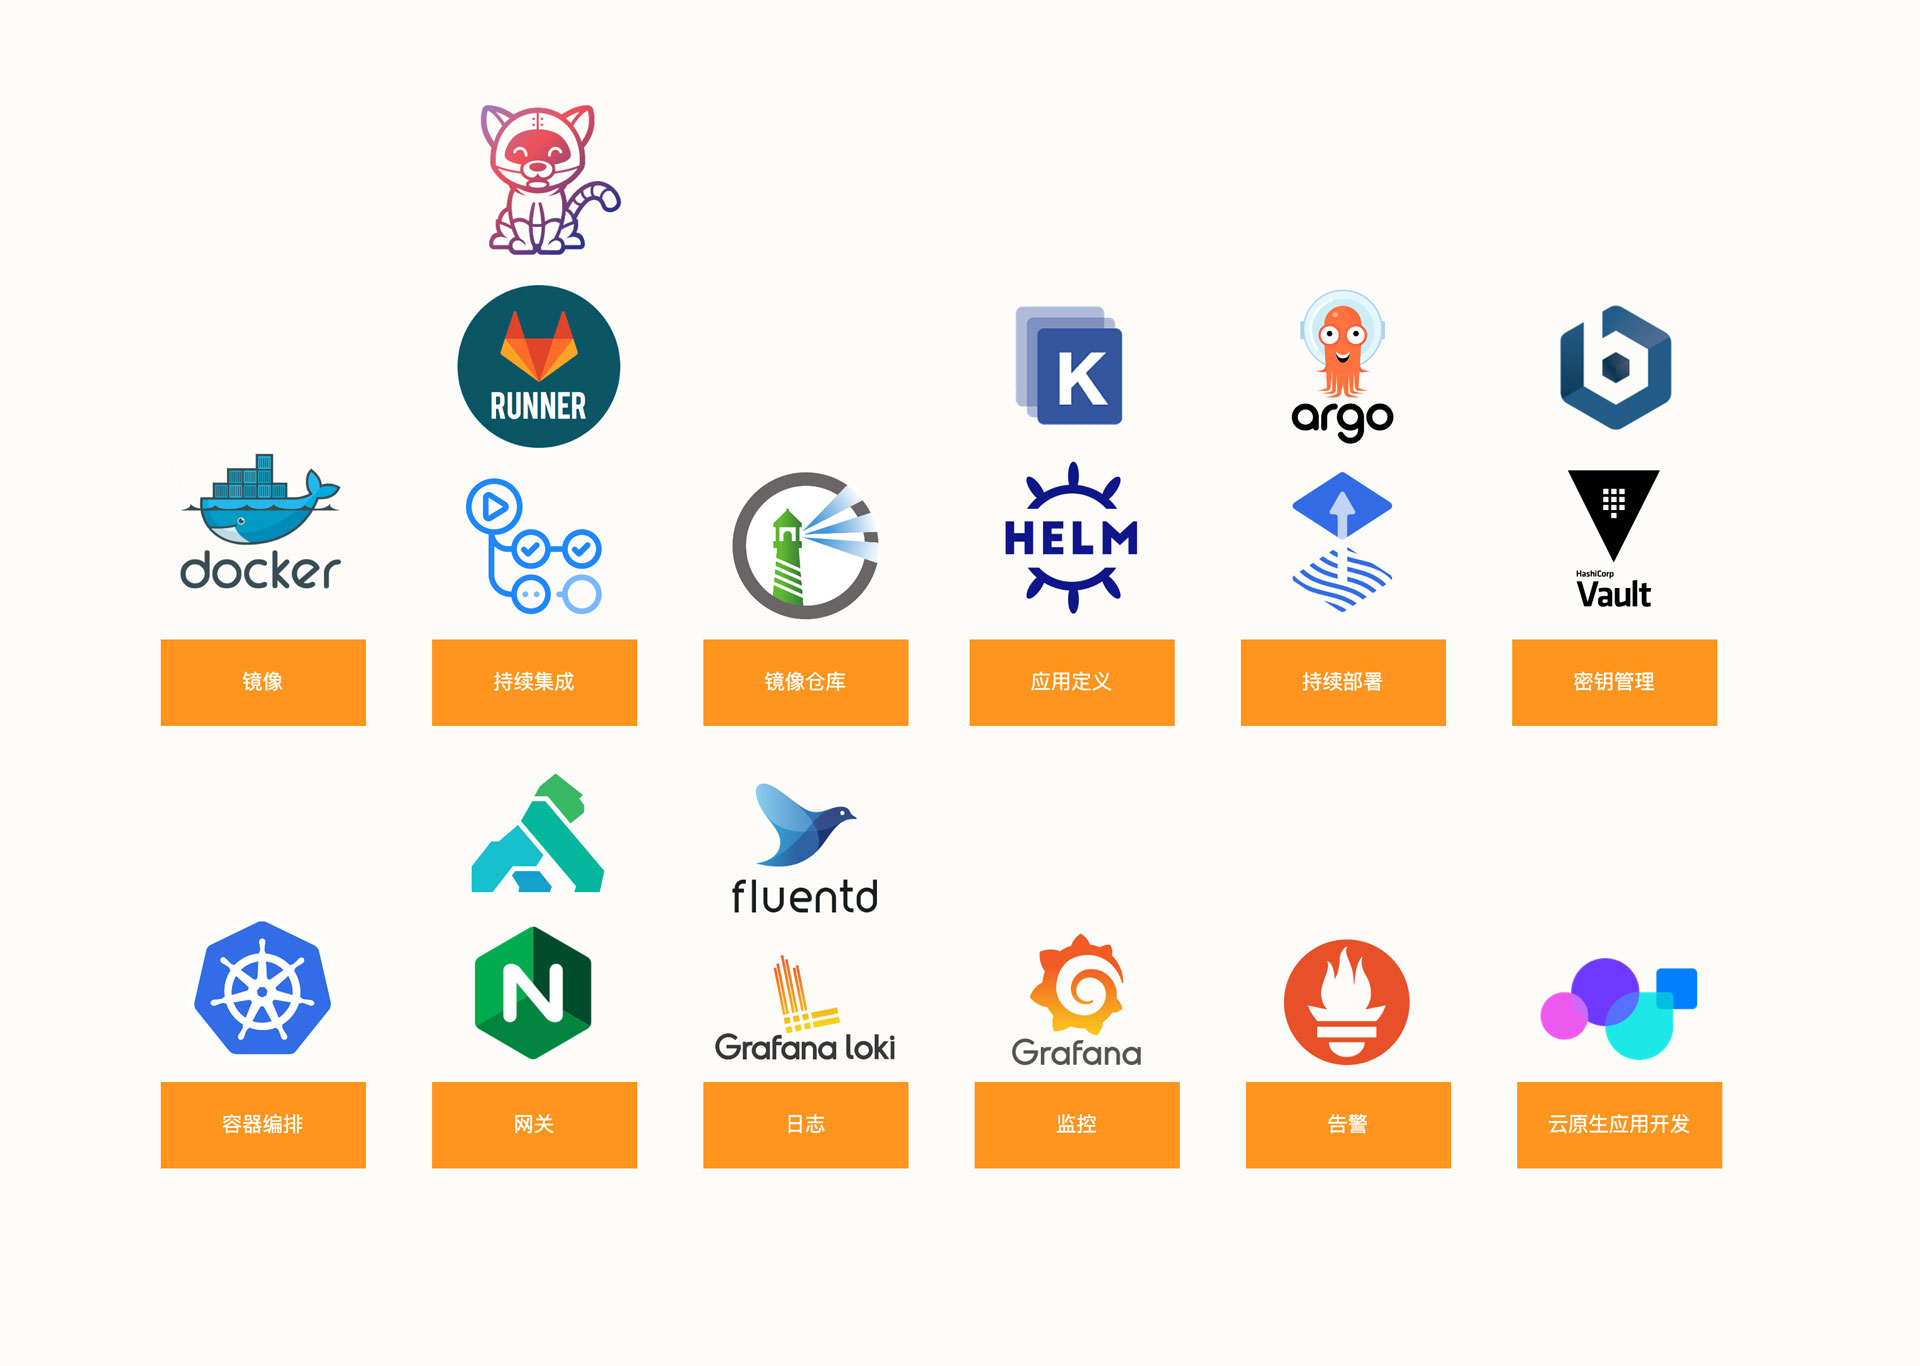 RUNNER
K
argo
docker
HELM
HashiCorp
Vault
镜像
持续集成
镜像仓库
应用定义
持续部署
密钥管理
fluentd
N
Grafana loki
Grafana
容器编排
网关
日志
监控
告警
云原生应用开发